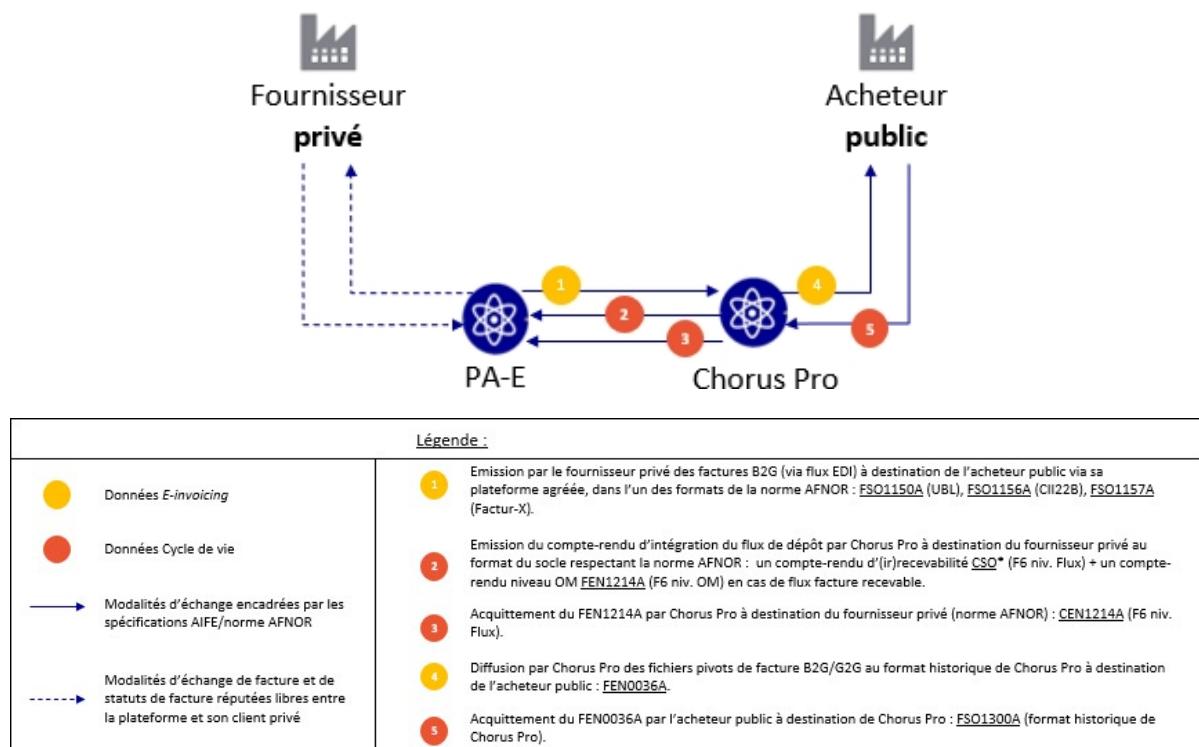 Fournisseur
privé
Acheteur
public
1
4
2
5
3
PA-E
Chorus Pro
Légende :
Données E-invoicing
Données Cycle de vie
Modalités d’échange encadrées par les
spécifications AIFE/norme AFNOR
Modalités d’échange de facture et de
statuts de facture réputées libres entre
la plateforme et son client privé
1
Emission par le fournisseur privé des factures B2G (via flux EDI) à destination de l’acheteur public via sa
plateforme agréée, dans l’un des formats de la norme AFNOR : FSO1150A (UBL), FSO1156A (CII22B), FSO1157A
(Factur-X).
2
Emission du compte-rendu d’intégration du flux de dépôt par Chorus Pro à destination du fournisseur privé au
format du socle respectant la norme AFNOR : un compte-rendu d’(ir)recevabilité CSO* (F6 niv. Flux) + un compte-
rendu niveau OM FEN1214A (F6 niv. OM) en cas de flux facture recevable.
3
Acquittement du FEN1214A par Chorus Pro à destination du fournisseur privé (norme AFNOR) : CEN1214A (F6 niv.
Flux).
4
Diffusion par Chorus Pro des fichiers pivots de facture B2G/G2G au format historique de Chorus Pro à destination
de l’acheteur public : FEN0036A.
5
Acquittement du FEN0036A par l’acheteur public à destination de Chorus Pro : FSO1300A (format historique de
Chorus Pro).